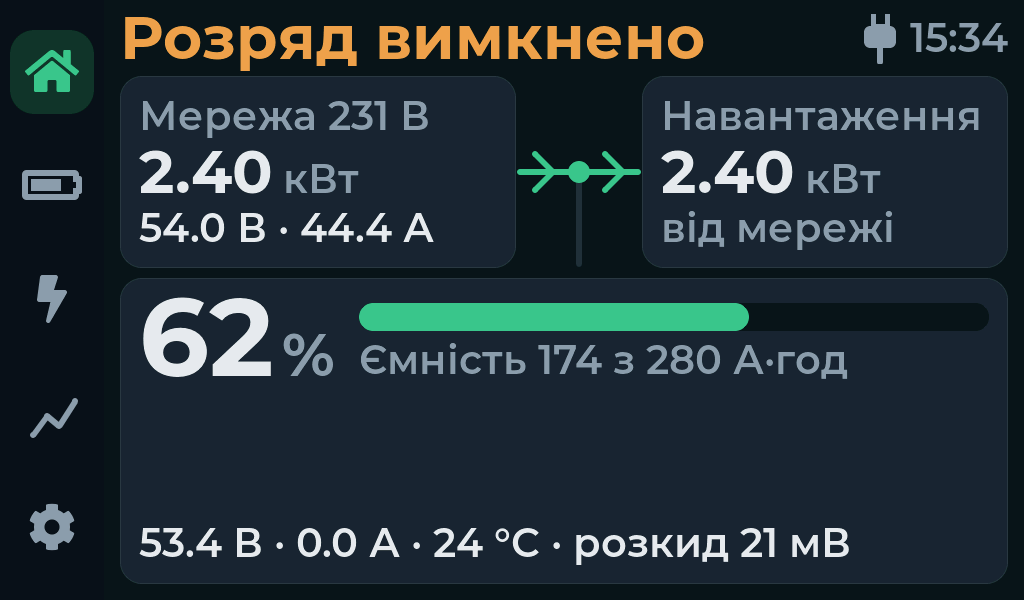 Розряд вимкнено
15:34
Мережа 231 В
2.40 кВт
54.0 В · 44.4 А
Навантаження
2.40 кВт
від мережі
62 %
Ємність 174 з 280 А·год
53.4 В · 0.0 А · 24 °C · розкид 21 мВ